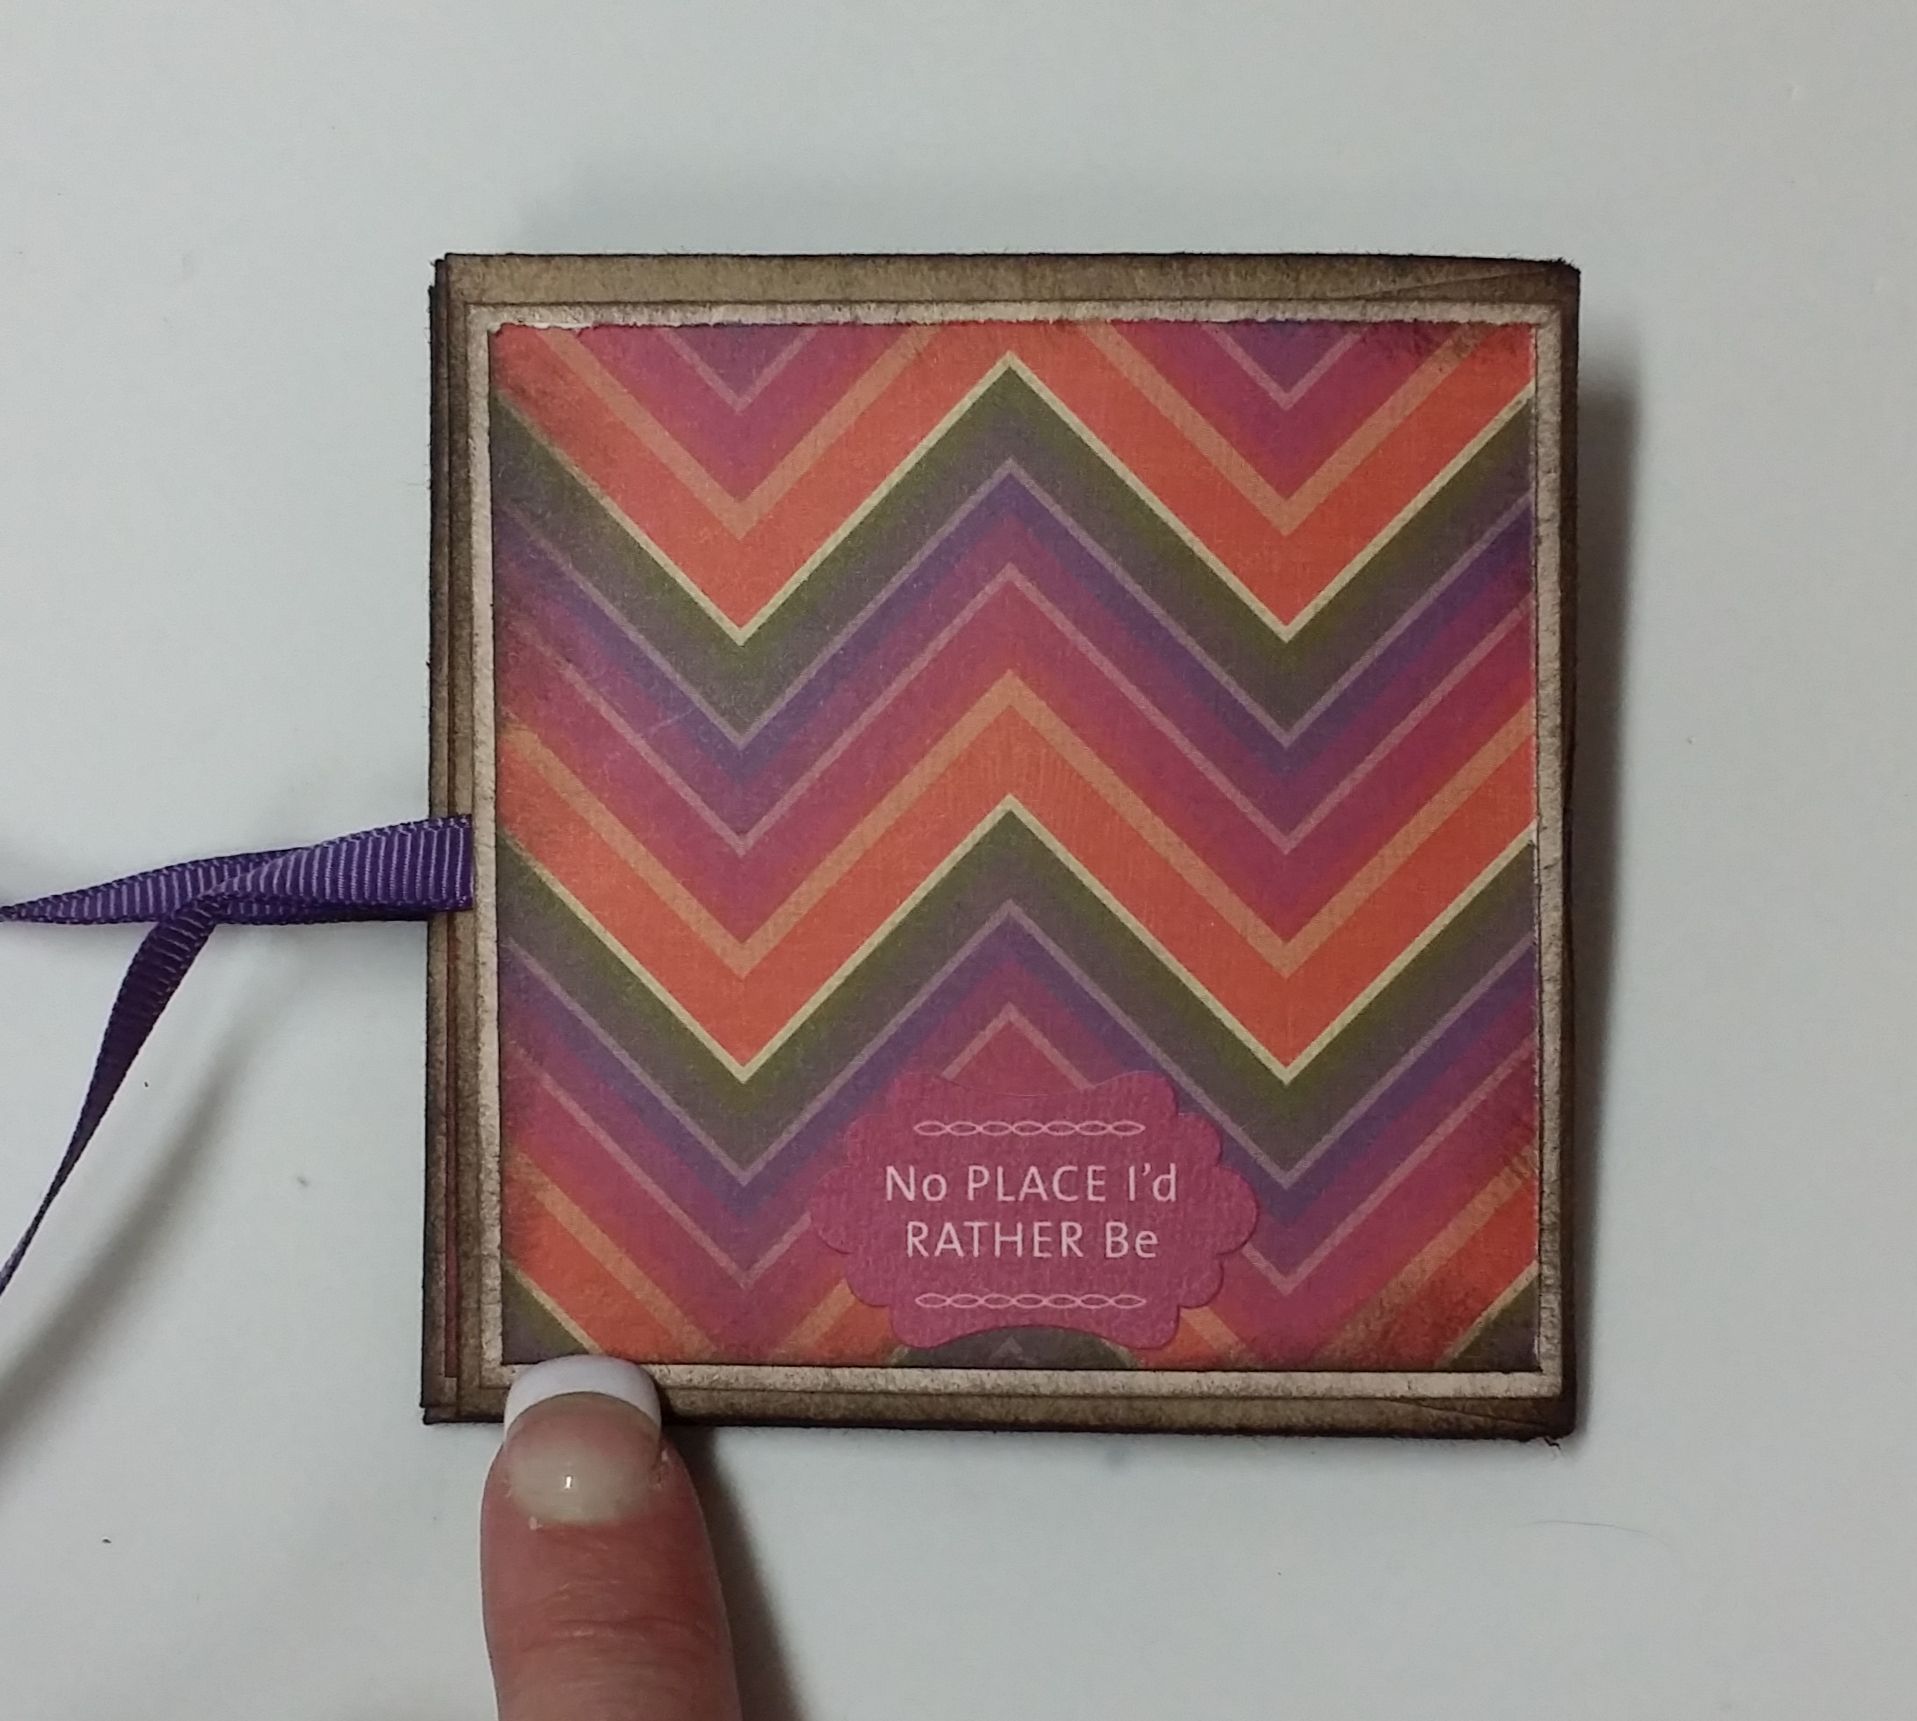 No PLACE I'd
RATHER Be